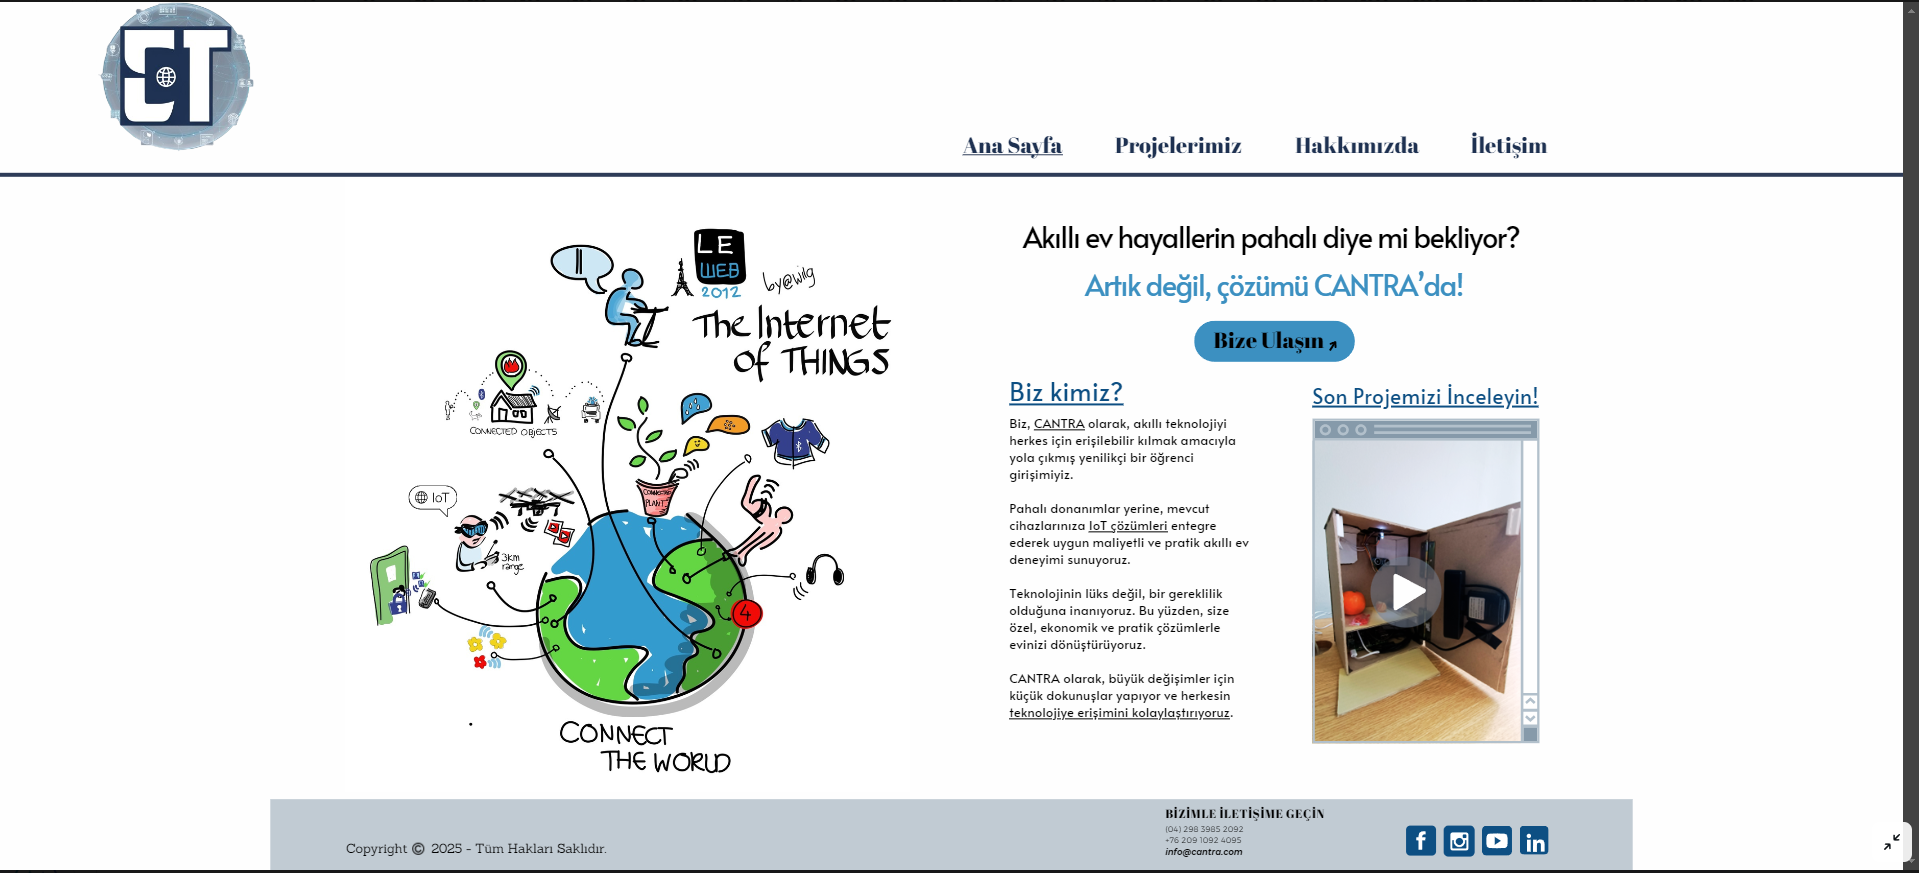 ST
Ana Sayfa Projelerimiz Hakkımızda İletişim
LE
WEB
2012
by@wilg
The Internet
OF THINGS
CONNECTED OBJECTS
IoT
3km
range
CONNECTED
PLANT
4
CONNECT
THE WORLD
Akıllı ev hayallerin pahalı diye mi bekliyor?
Artık değil, çözümü CANTRA’da!
Bize Ulaşın
Biz kimiz?
Biz, CANTRA olarak, akıllı teknolojiyi
herkes için erişilebilir kılmak amacıyla
yola çıkmış yenilikçi bir öğrenci
girişimiyiz.
Pahalı donanımlar yerine, mevcut
cihazlarınıza IoT çözümleri entegre
ederek uygun maliyetli ve pratik akıllı ev
deneyimi sunuyoruz.
Teknolojinin lüks değil, bir gereklilik
olduğuna inanıyoruz. Bu yüzden, size
özel, ekonomik ve pratik çözümlerle
evinizi dönüştürüyoruz.
CANTRA olarak, büyük değişimler için
küçük dokunuşlar yapıyor ve herkesin
teknolojiye erişimini kolaylaştırıyoruz.
Son Projemizi İnceleyin!
Copyright © 2025 - Tüm Hakları Saklıdır.
BİZİMLE İLETİŞİME GEÇİN
(04) 298 3985 2092
+76 209 1092 4095
info@cantra.com